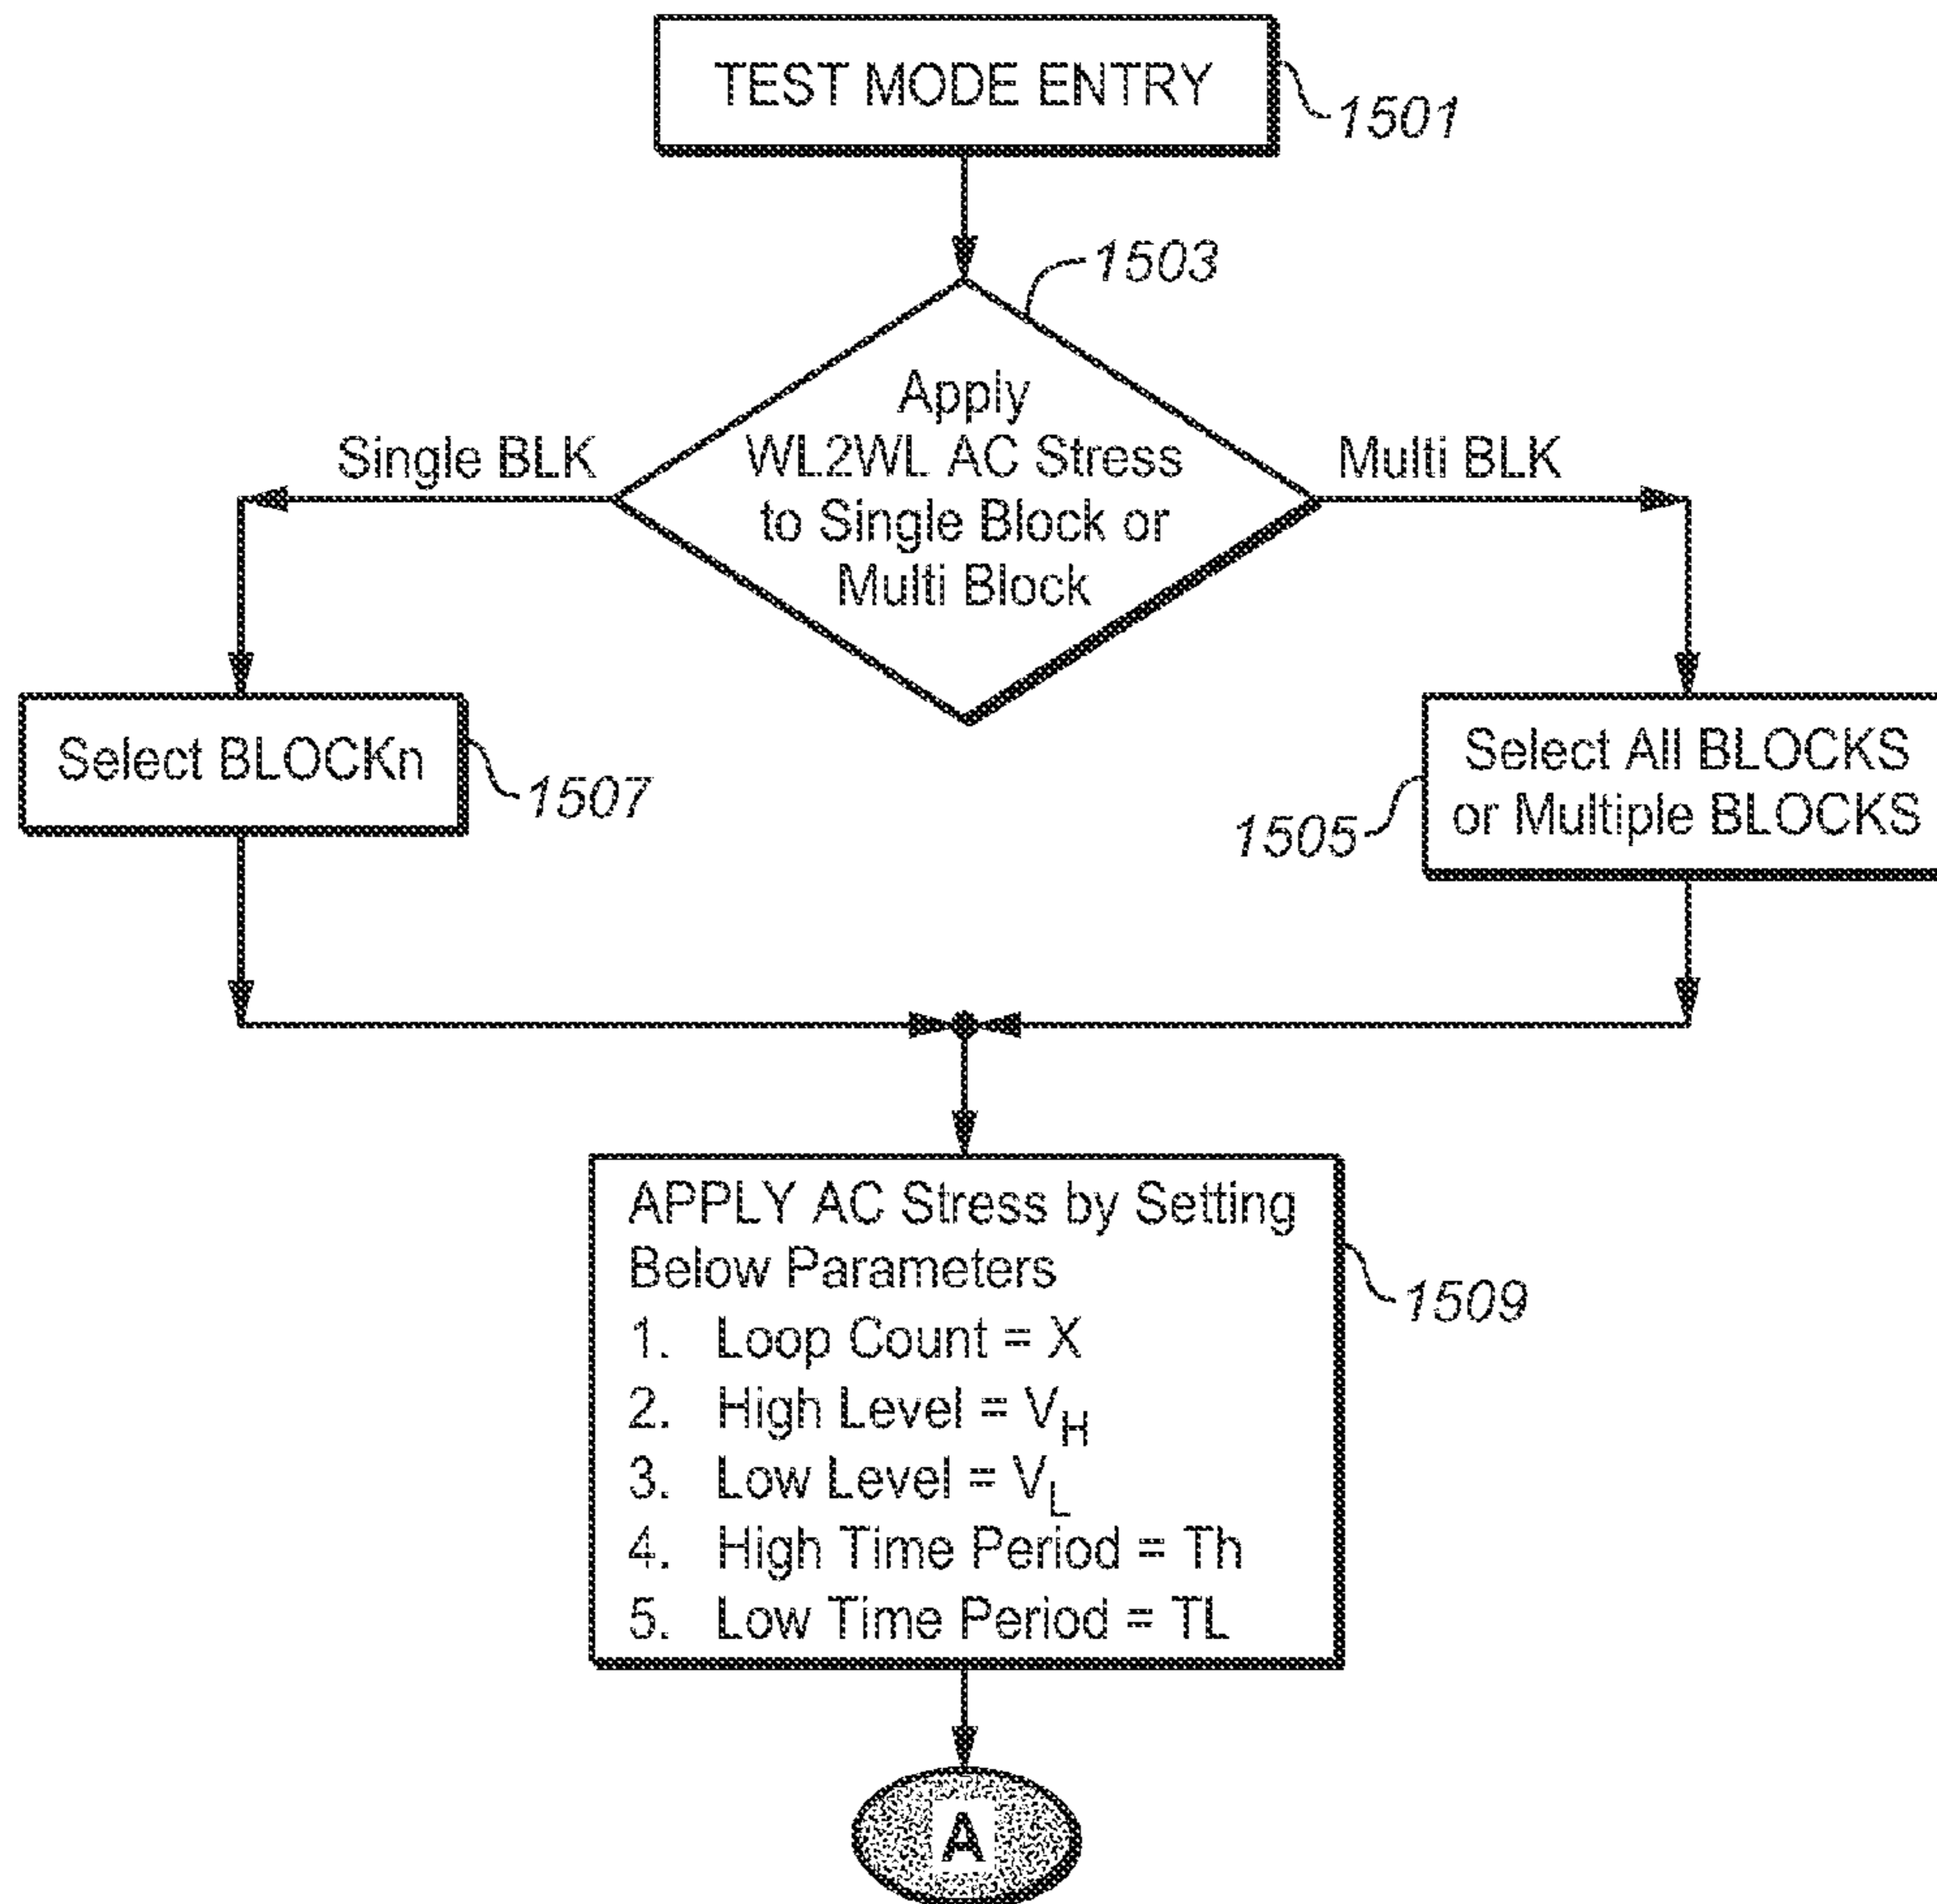 TEST MODE ENTRY
1501
1503
Apply
WL2WL AC Stress
to Single Block or
Multi Block
Single BLK
Multi BLK
Select BLOCKn
1507
Select All BLOCKS
or Multiple BLOCKS
1505
APPLY AC Stress by Setting
Below Parameters
1. Loop Count = X
2. High Level = V_H
3. Low Level = V_L
4. High Time Period = Th
5. Low Time Period = TL
1509
A